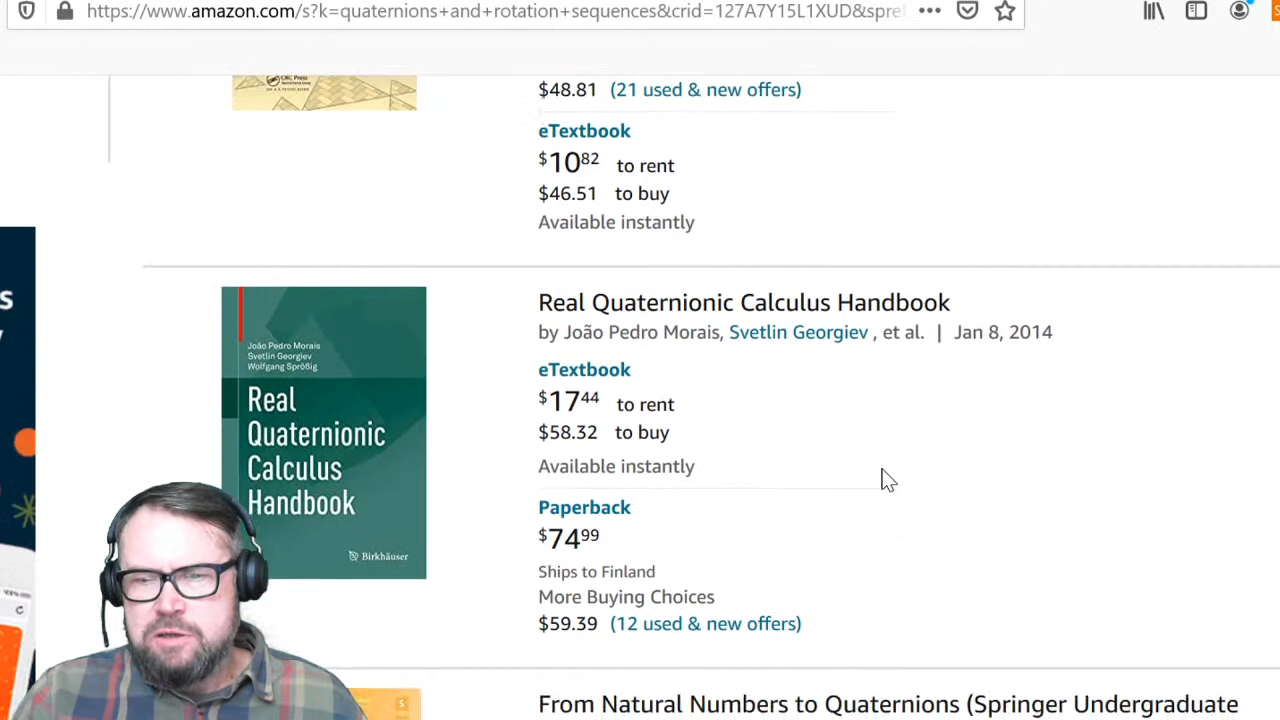 https://www.amazon.com/s?k=quaternions+and+rotation+sequences&crid=127A7Y15L1XUD&spref
CRC Press
$48.81 (21 used & new offers)
eTextbook
$10 82 to rent
$46.51 to buy
Available instantly
s
y
Real Quaternionic Calculus Handbook
by João Pedro Morais, Svetlin Georgiev , et al. | Jan 8, 2014
João Pedro Morais
Svetlin Georgiev
Wolfgang Sprößig
Real
Quaternionic
Calculus
Handbook
Birkhäuser
eTextbook
$17 44 to rent
$58.32 to buy
Available instantly
Paperback
$74 99
Ships to Finland
More Buying Choices
$59.39 (12 used & new offers)
From Natural Numbers to Quaternions (Springer Undergraduate